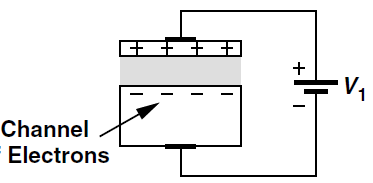 + + + +
+
V1
−
− − − −
Channel
Electrons